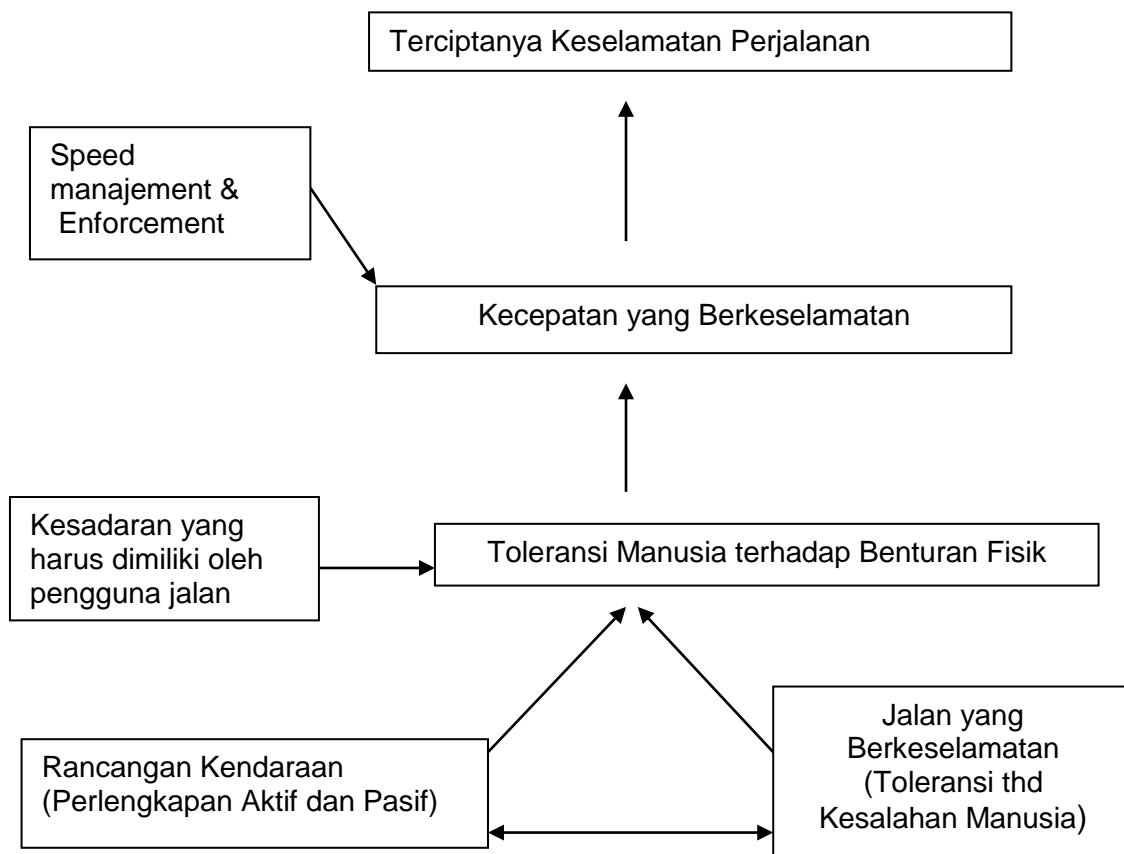 Terciptanya Keselamatan Perjalanan
Speed
manajement &
Enforcement
Kecepatan yang Berkeselamatan
Kesadaran yang
harus dimiliki oleh
pengguna jalan
Toleransi Manusia terhadap Benturan Fisik
Rancangan Kendaraan
(Perlengkapan Aktif dan Pasif)
Jalan yang
Berkeselamatan
(Toleransi thd
Kesalahan Manusia)